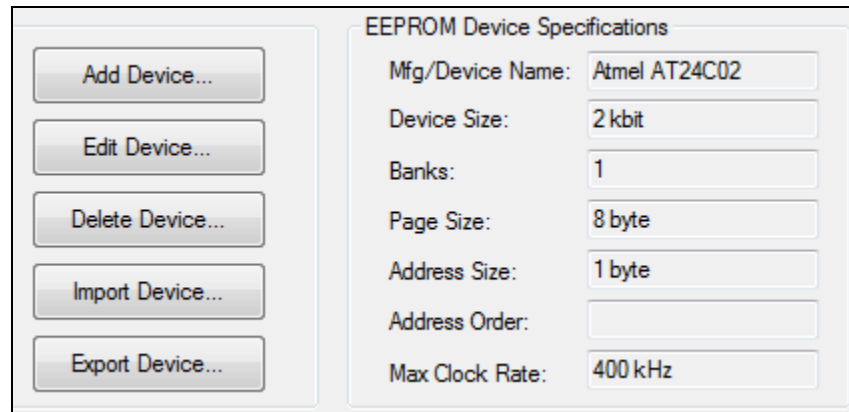 Add Device...
Edit Device...
Delete Device...
Import Device...
Export Device...
EEPROM Device Specifications
Mfg/Device Name: Atmel AT24C02
Device Size: 2 kbit
Banks: 1
Page Size: 8 byte
Address Size: 1 byte
Address Order:
Max Clock Rate: 400 kHz